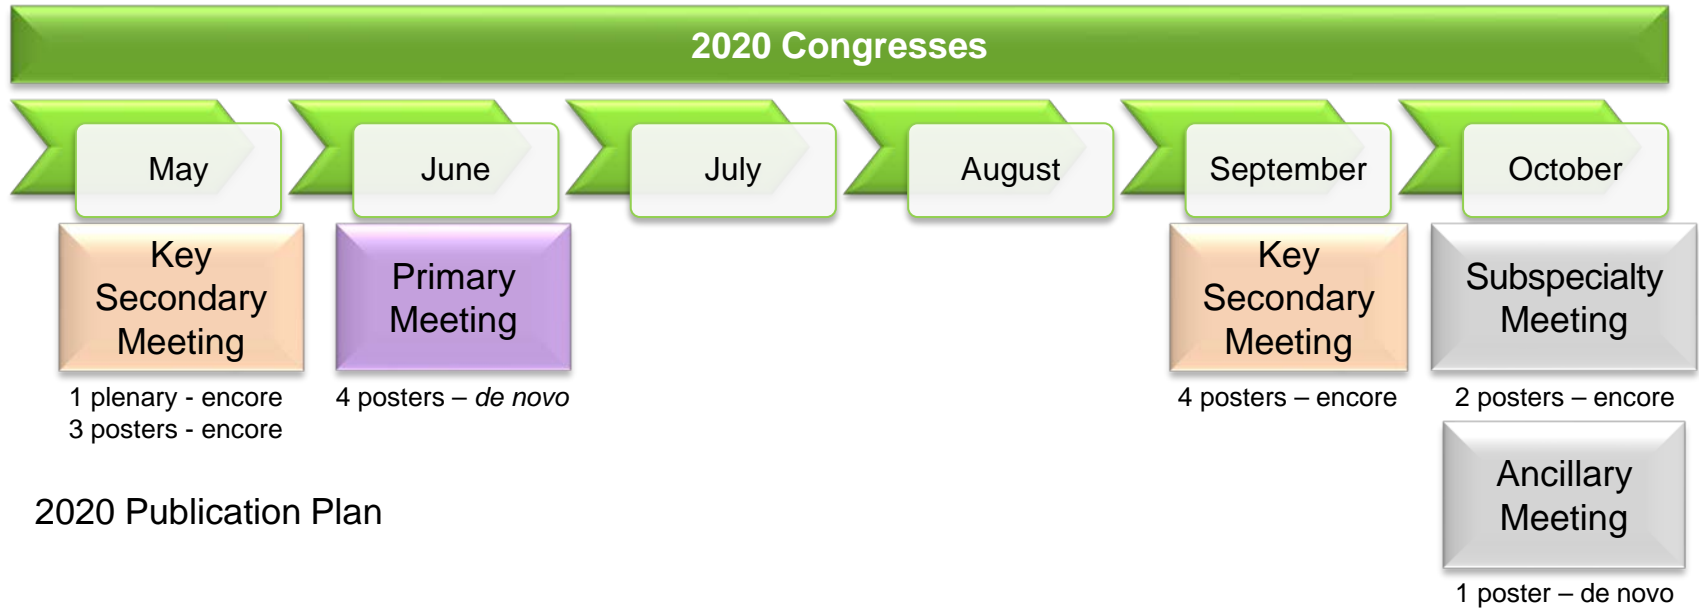 2020 Congresses
May
June
July
August
September
October
Key
Secondary
Meeting
1 plenary - encore
3 posters - encore
Primary
Meeting
4 posters – de novo
Key
Secondary
Meeting
4 posters – encore
Subspecialty
Meeting
2 posters – encore
Ancillary
Meeting
1 poster – de novo
2020 Publication Plan